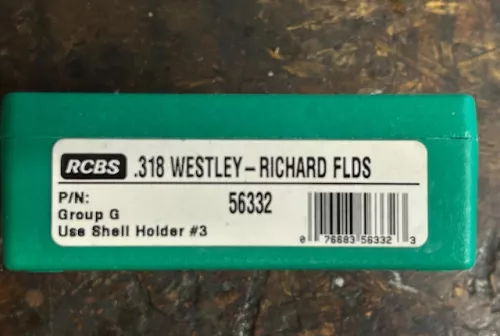 RCBS .318 WESTLEY-RICHARD FLDS
P/N: 56332
Group G
Use Shell Holder #3
0 76683 56332 3